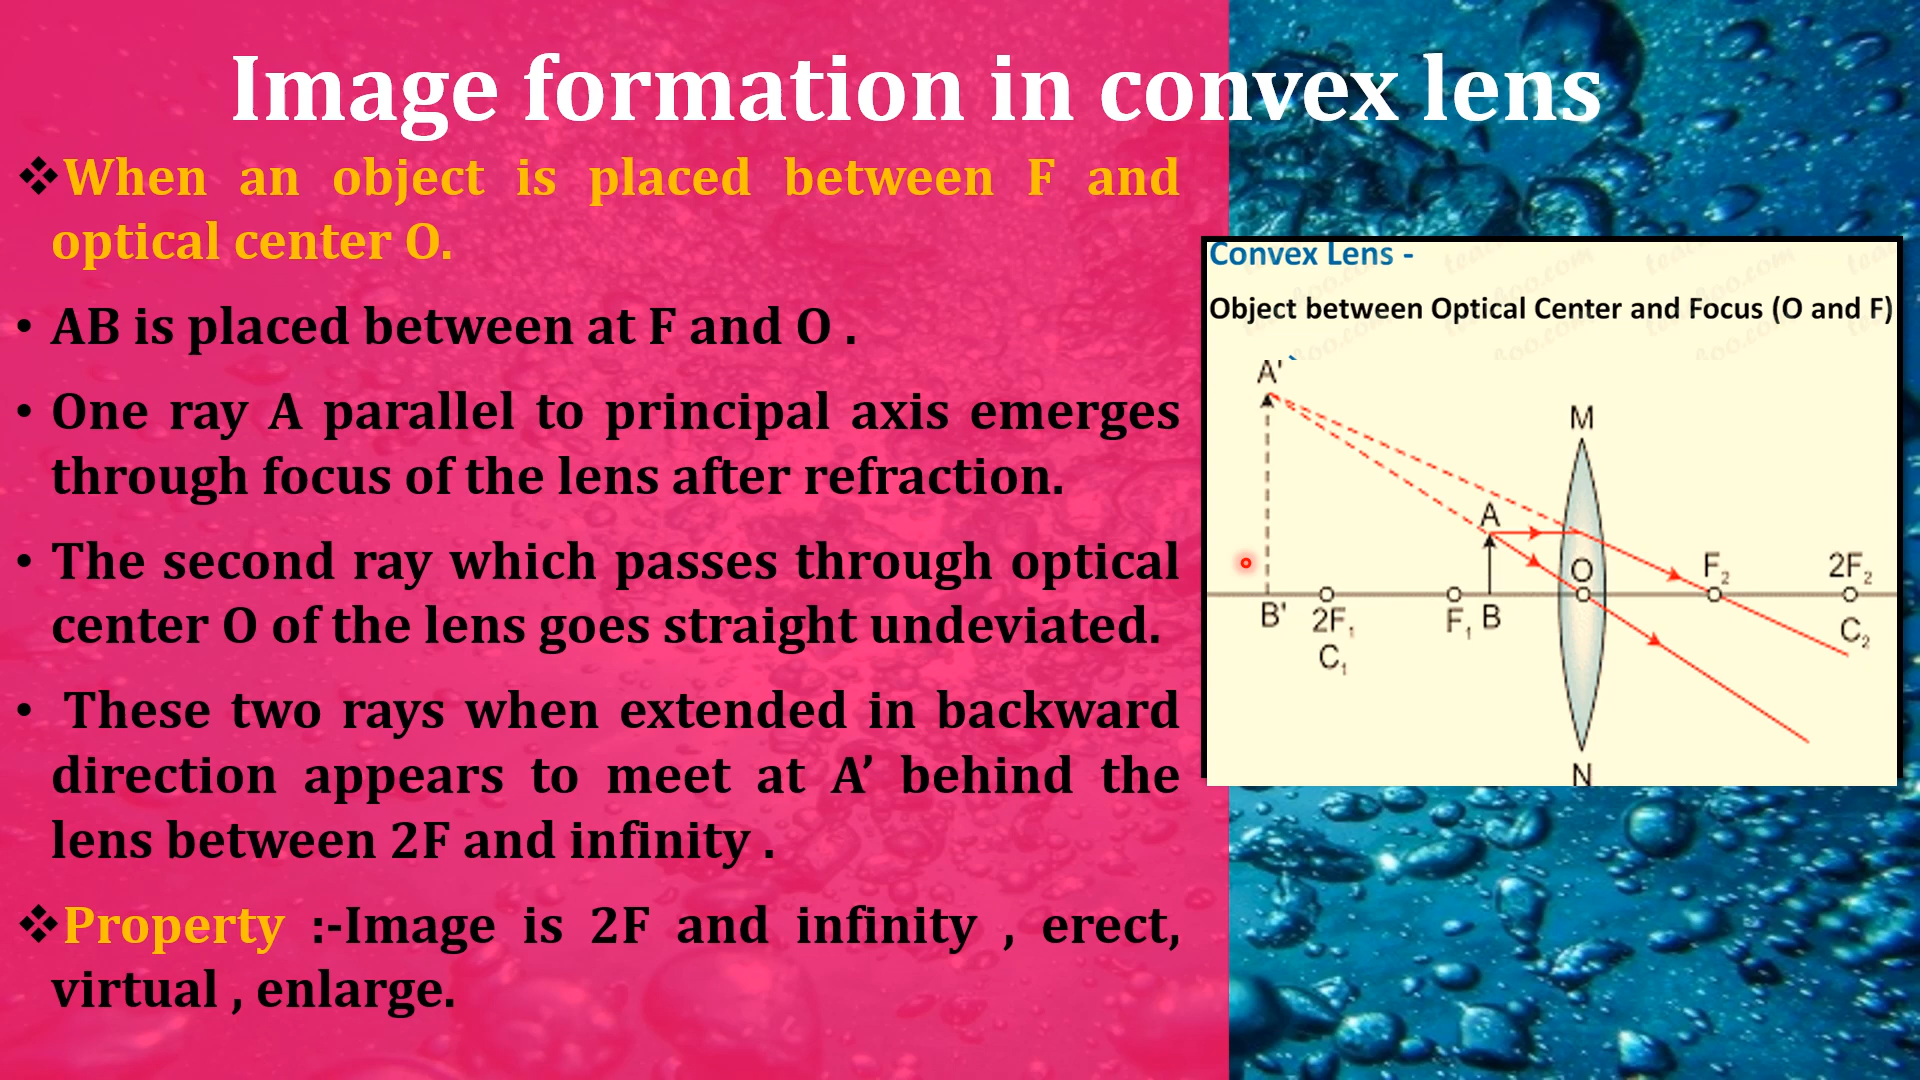 Image formation in convex lens
❖When an object is placed between F and
optical center O.
• AB is placed between at F and O .
• One ray A parallel to principal axis emerges
through focus of the lens after refraction.
• The second ray which passes through optical
center O of the lens goes straight undeviated.
• These two rays when extended in backward
direction appears to meet at A’ behind the
lens between 2F and infinity .
❖Property :-Image is 2F and infinity , erect,
virtual , enlarge.
Convex Lens -
Object between Optical Center and Focus (O and F)
A'
M
A
O
F₂
2F₂
B'
2F₁
F₁
B
C₂
C₁
N